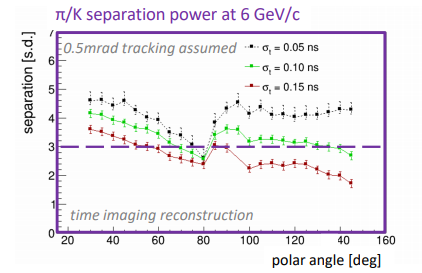 π/K separation power at 6 GeV/c
7
0.5mrad tracking assumed
σt = 0.05 ns
6
σt = 0.10 ns
5
σt = 0.15 ns
4
separation [s.d.]
3
2
1
time imaging reconstruction
0
20 40 60 80 100 120 140 160
polar angle [deg]